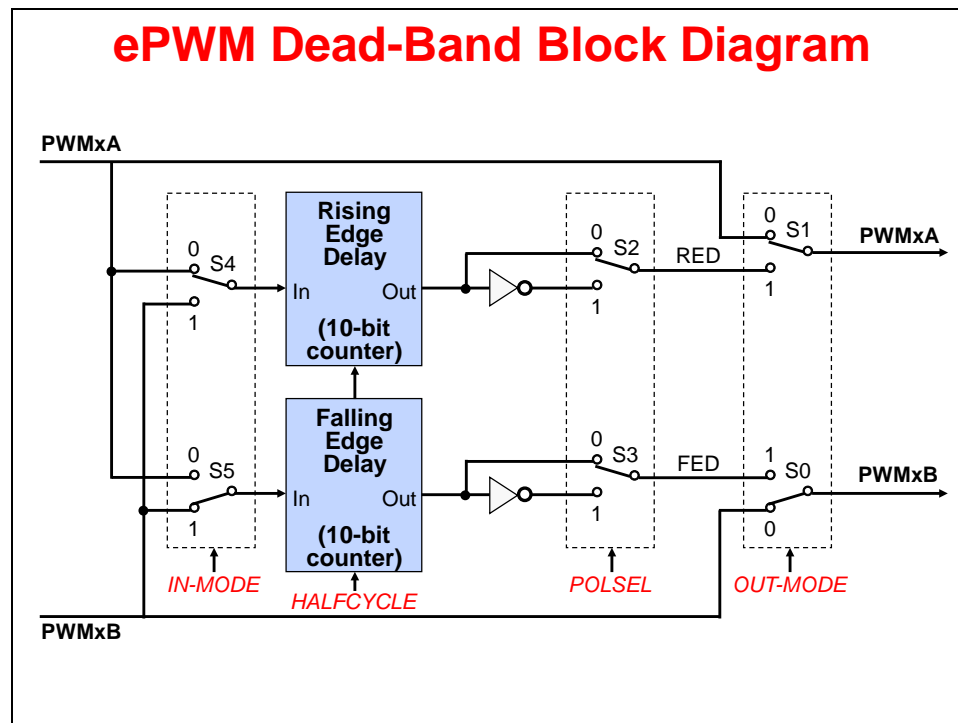 ePWM Dead-Band Block Diagram
PWMxA
Rising
Edge
Delay
0
S4
1
In
Out
(10-bit
counter)
0
S2
1
RED
0
S1
1
PWMxA
Falling
Edge
Delay
0
S5
1
In
Out
(10-bit
counter)
0
S3
1
FED
1
S0
0
PWMxB
IN-MODE
HALFCYCLE
POLSEL
OUT-MODE
PWMxB